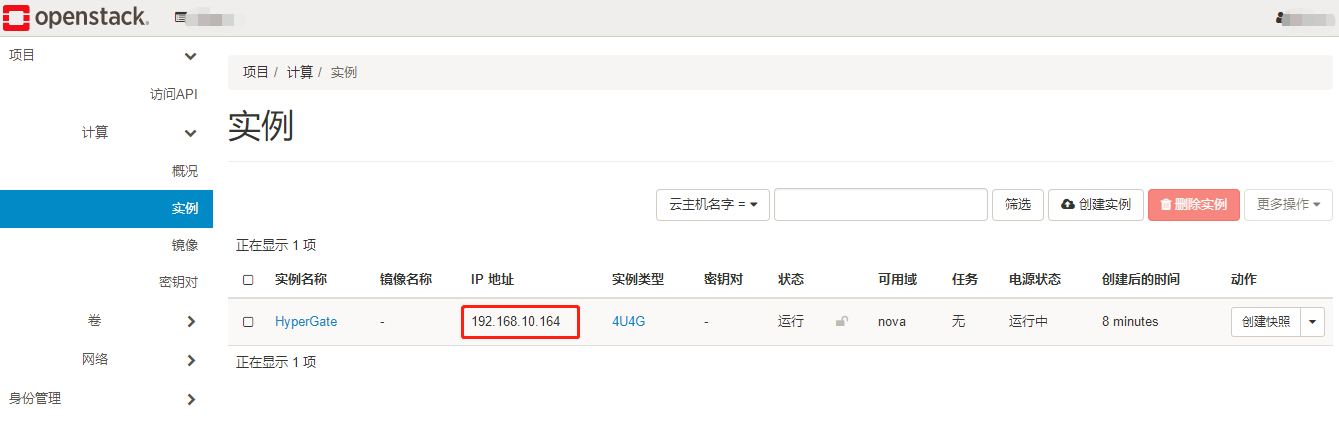 openstack.
项目
访问API
计算
概况
实例
镜像
密钥对
卷
网络
身份管理
项目 / 计算 / 实例
实例
云主机名字 = 筛选 创建实例 删除实例 更多操作
正在显示 1 项
实例名称 镜像名称 IP 地址 实例类型 密钥对 状态 可用域 任务 电源状态 创建后的时间 动作
HyperGate - 192.168.10.164 4U4G - 运行 nova 无 运行中 8 minutes 创建快照
正在显示 1 项